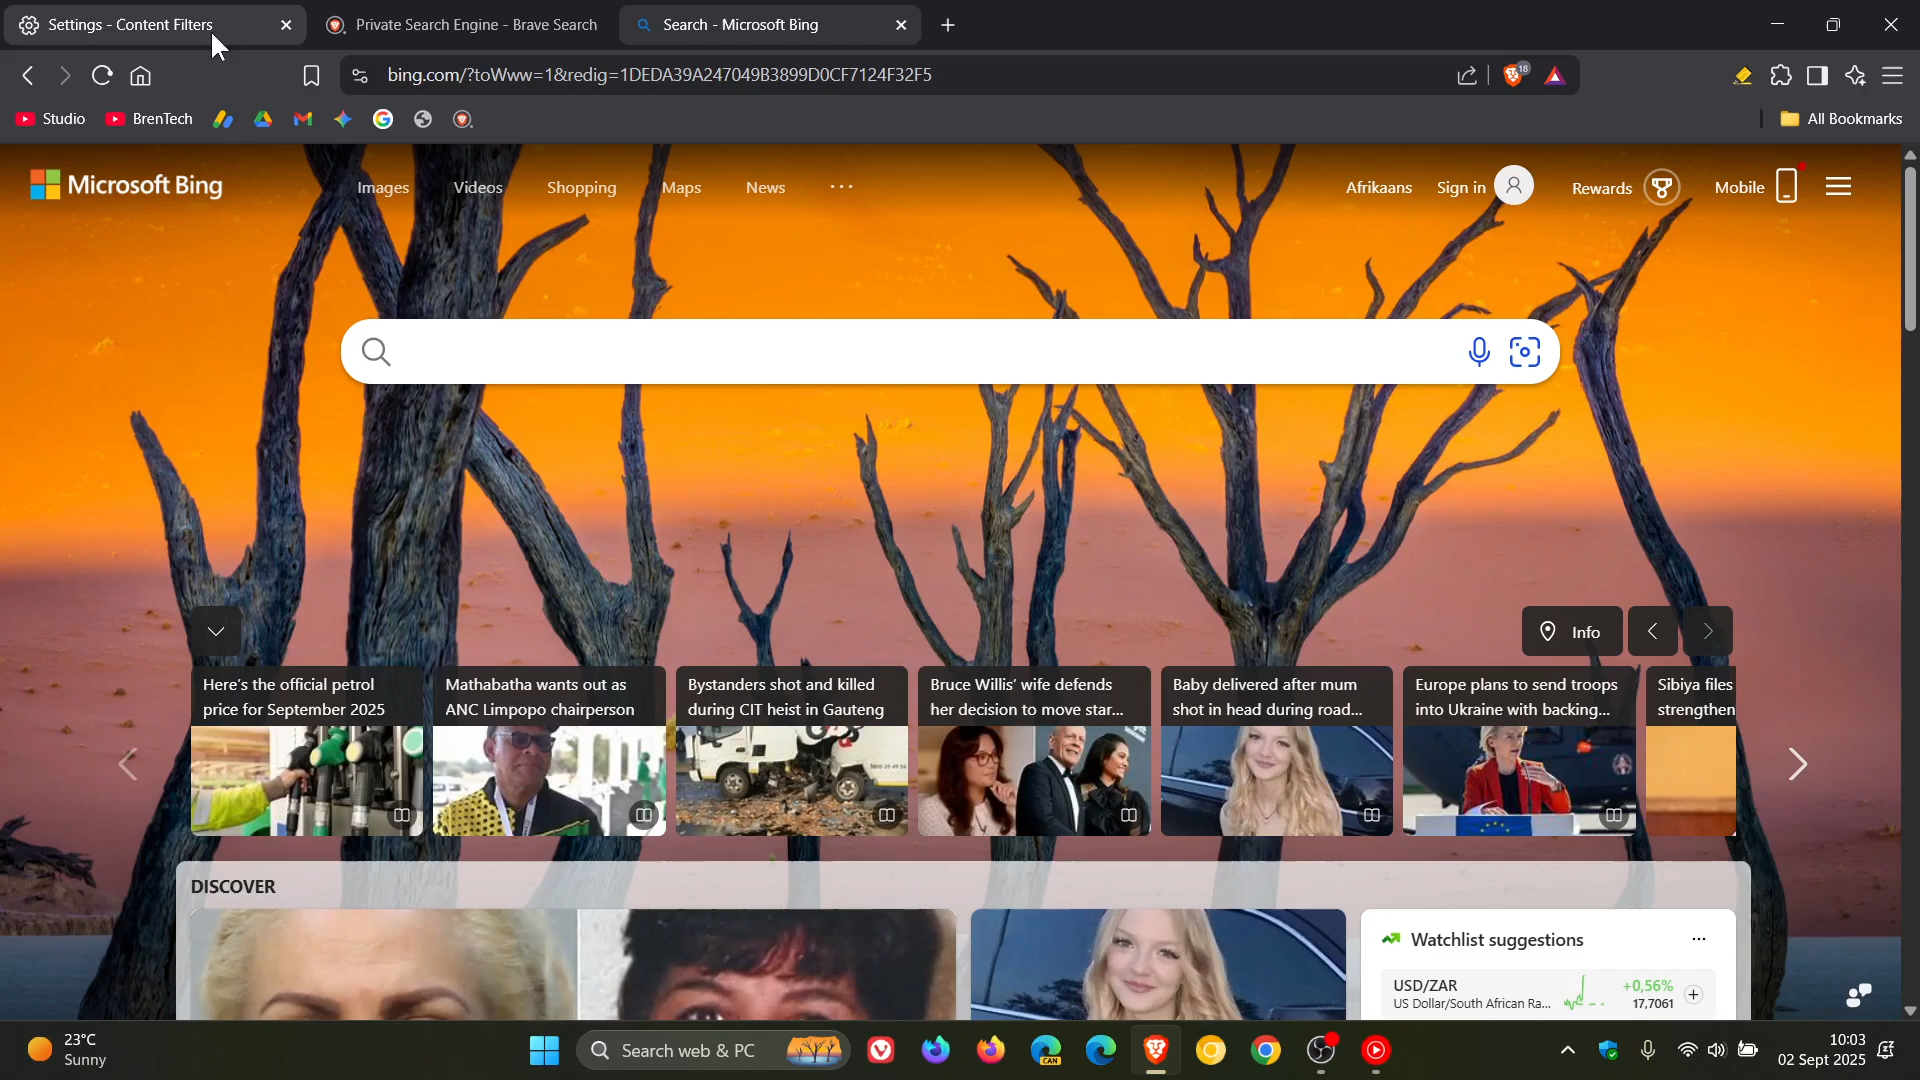 Settings - Content Filters
Private Search Engine - Brave Search
Search - Microsoft Bing
bing.com/?toWww=1&redig=1DEDA39A247049B3899D0CF7124F32F5
18
Studio
BrenTech
All Bookmarks
Microsoft Bing
Images
Videos
Shopping
Maps
News
Afrikaans
Sign in
Rewards
Mobile
Info
Here's the official petrol
price for September 2025
Mathabatha wants out as
ANC Limpopo chairperson
Bystanders shot and killed
during CIT heist in Gauteng
Bruce Willis' wife defends
her decision to move star...
Baby delivered after mum
shot in head during road...
Europe plans to send troops
into Ukraine with backing...
Sibiya files
strengthen
DISCOVER
Watchlist suggestions
USD/ZAR
US Dollar/South African Ra...
+0,56%
17,7061
23°C
Sunny
Search web & PC
CAN
10:03
02 Sept 2025